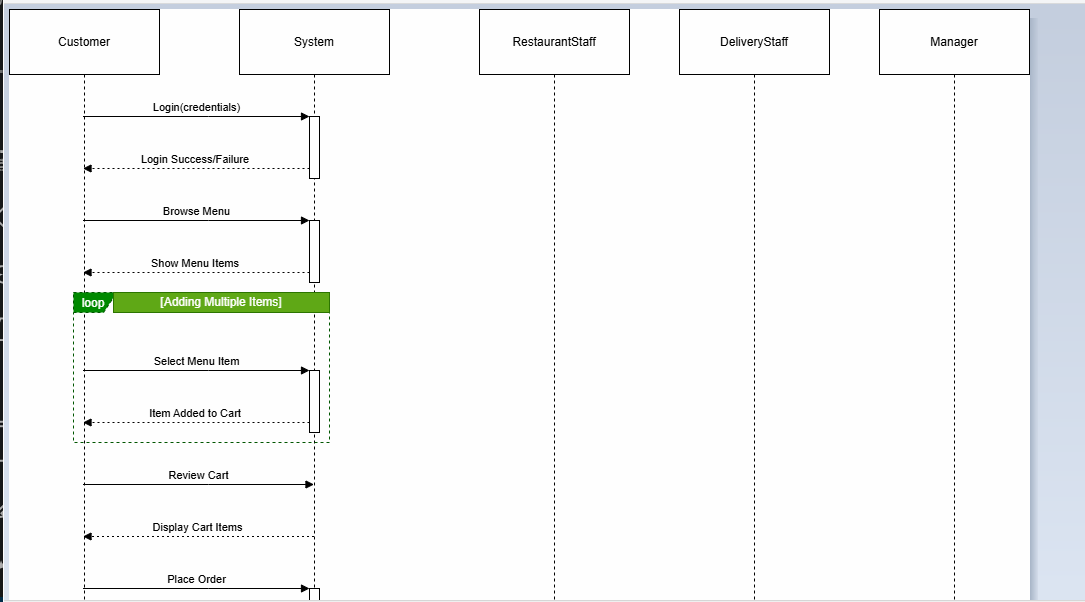 Customer
System
RestaurantStaff
DeliveryStaff
Manager
Login(credentials)
Login Success/Failure
Browse Menu
Show Menu Items
loop
[Adding Multiple Items]
Select Menu Item
Item Added to Cart
Review Cart
Display Cart Items
Place Order